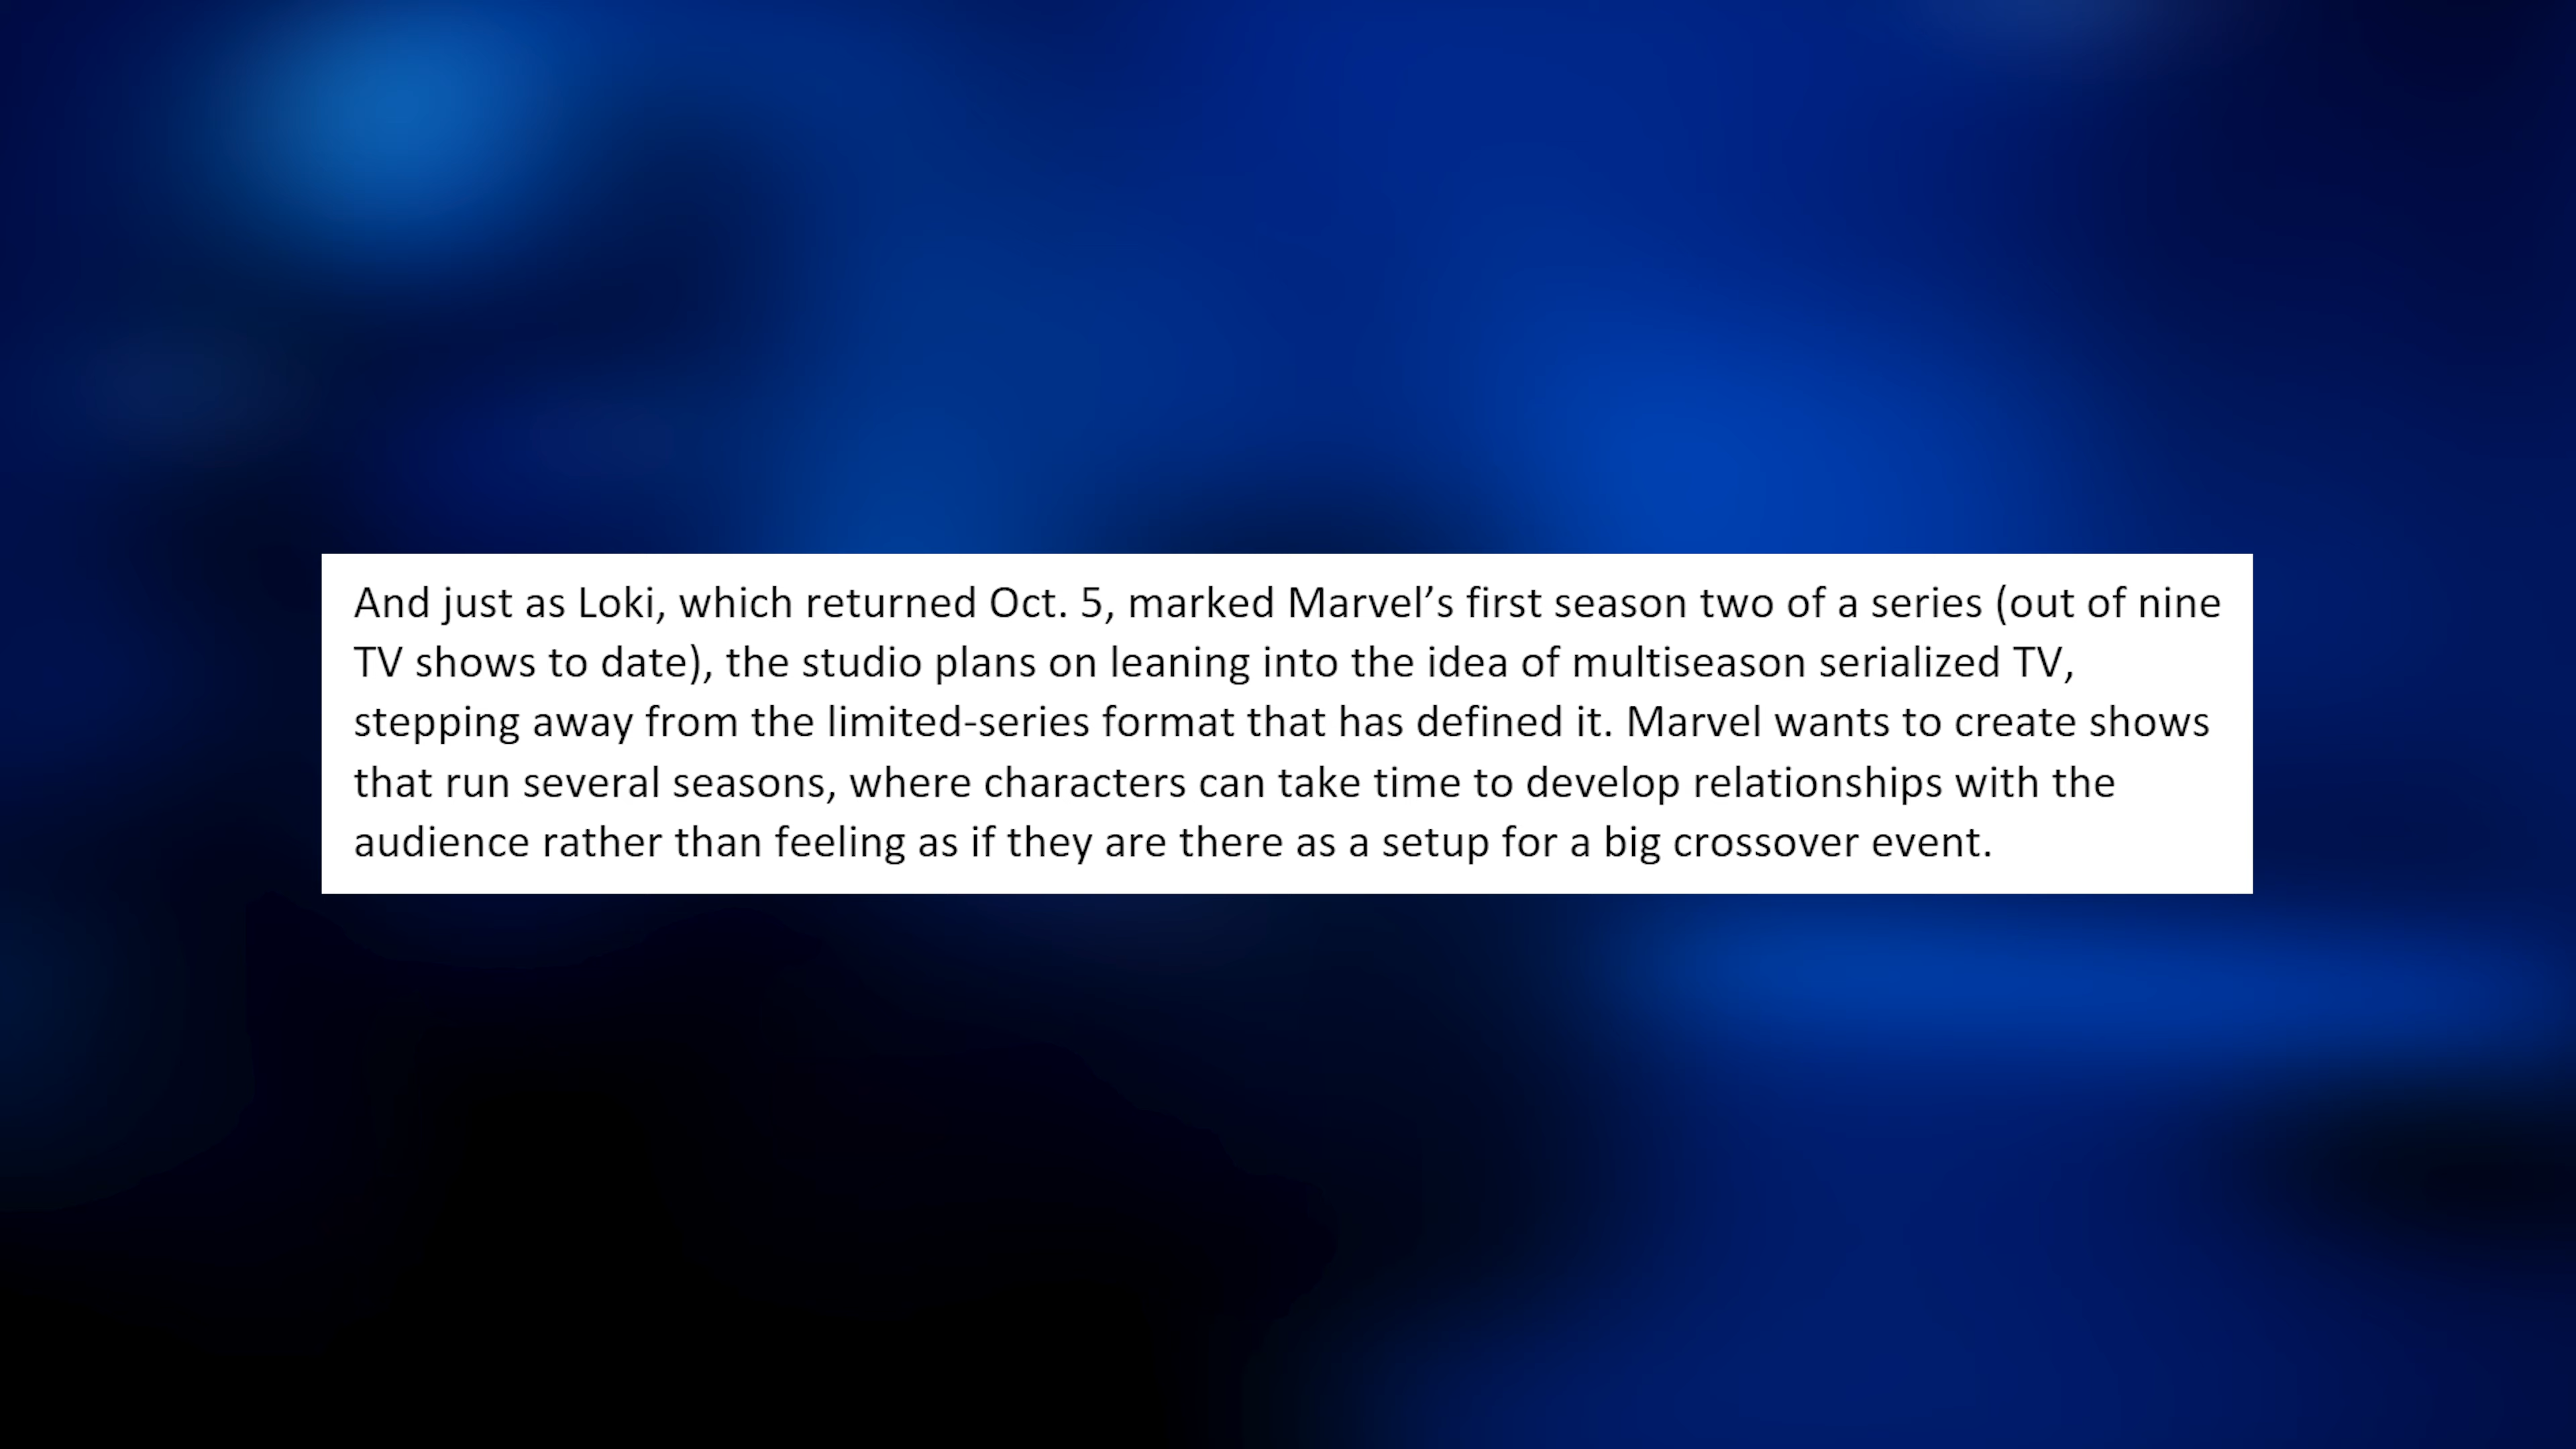 And just as Loki, which returned Oct. 5, marked Marvel’s first season two of a series (out of nine
TV shows to date), the studio plans on leaning into the idea of multiseason serialized TV,
stepping away from the limited-series format that has defined it. Marvel wants to create shows
that run several seasons, where characters can take time to develop relationships with the
audience rather than feeling as if they are there as a setup for a big crossover event.